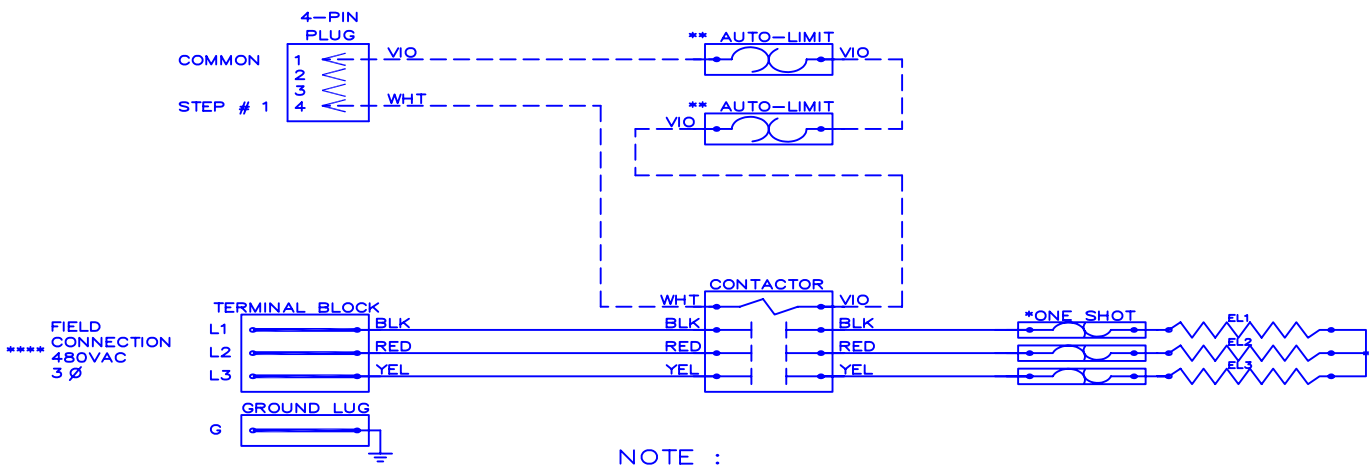 4-PIN
PLUG
COMMON 1 VIO
2
3
STEP # 1 4 WHT
** AUTO-LIMIT
VIO
** AUTO-LIMIT
VIO
CONTACTOR
WHT VIO
TERMINAL BLOCK
L1 BLK BLK BLK
L2 RED RED RED
L3 YEL YEL YEL
**** FIELD
CONNECTION
480VAC
3 Ø
*ONE SHOT
EL1
EL2
EL3
GROUND LUG
G
NOTE :